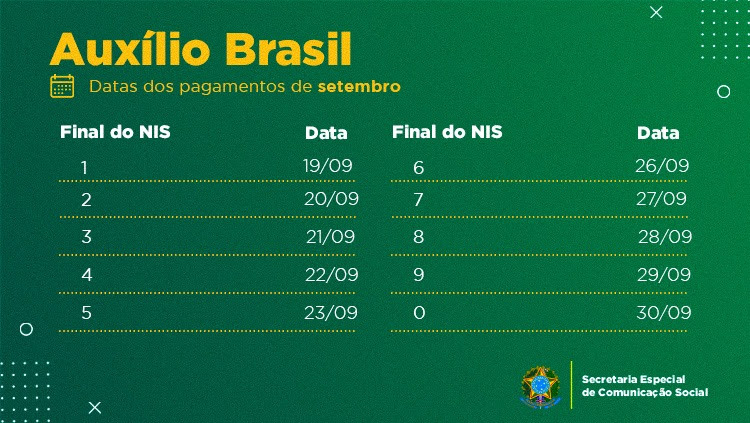 Auxílio Brasil
Datas dos pagamentos de setembro
Final do NIS Data
1 19/09
2 20/09
3 21/09
4 22/09
5 23/09
Final do NIS Data
6 26/09
7 27/09
8 28/09
9 29/09
0 30/09
Secretaria Especial
de Comunicação Social